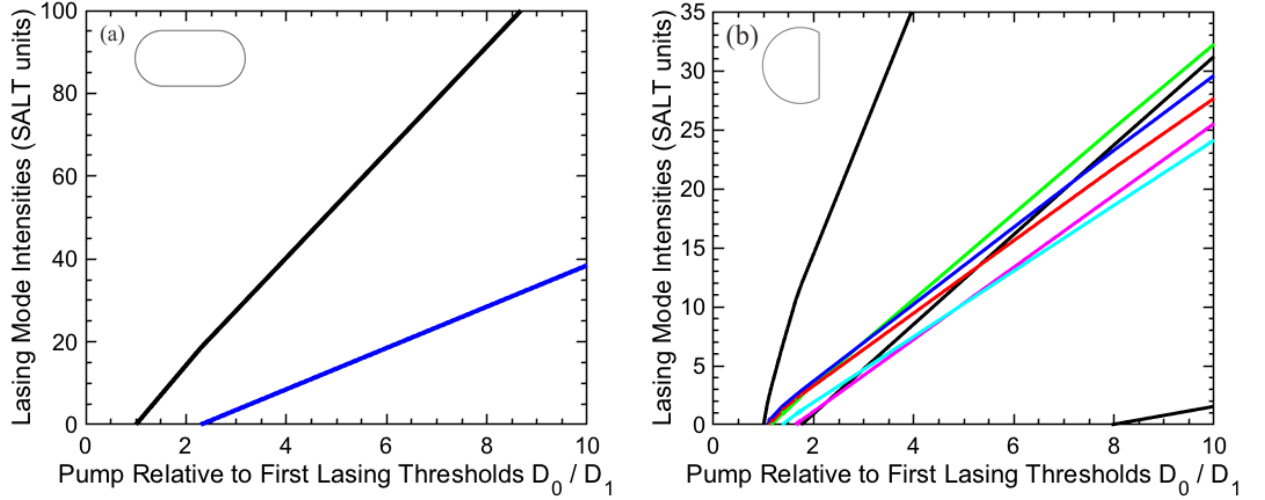 (a)
Lasing Mode Intensities (SALT units)
100
80
60
40
20
0
0 2 4 6 8 10
Pump Relative to First Lasing Thresholds D0 / D1
(b)
Lasing Mode Intensities (SALT units)
35
30
25
20
15
10
5
0
0 2 4 6 8 10
Pump Relative to First Lasing Thresholds D0 / D1